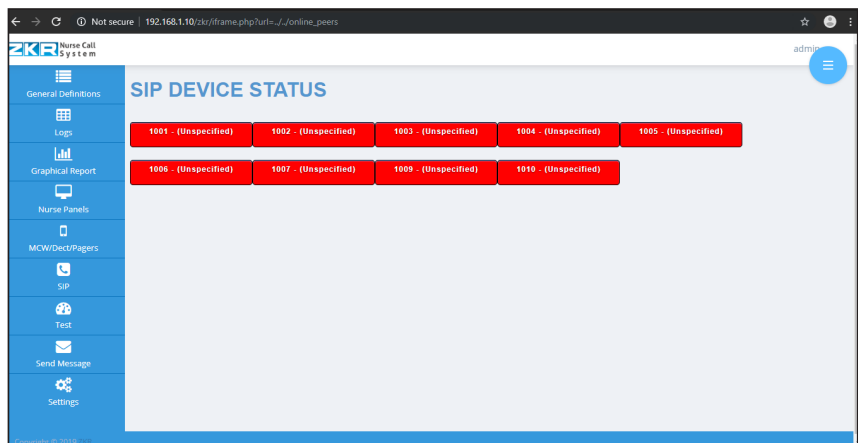 Not secure | 192.168.1.10/zkr/iframe.php?url=../../online_peers
ZKR Nurse Call
System
admin
General Definitions
Logs
Graphical Report
Nurse Panels
MCW/Dect/Pagers
SIP
Test
Send Message
Settings
SIP DEVICE STATUS
1001 - (Unspecified) 1002 - (Unspecified) 1003 - (Unspecified) 1004 - (Unspecified) 1005 - (Unspecified)
1006 - (Unspecified) 1007 - (Unspecified) 1009 - (Unspecified) 1010 - (Unspecified)
Copyright © 2019